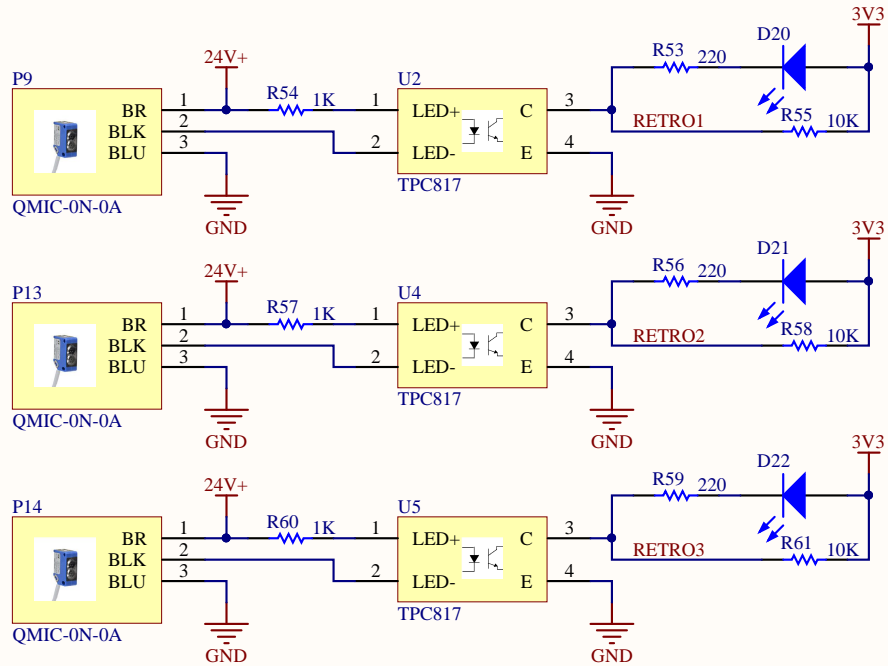 3V3
D20
R53 220
24V+
P9
R54 1K
U2
BR 1
1 LED+ C 3
BLK 2
RETRO1 R55 10K
BLU 3
2 LED- E 4
TPC817
QMIC-0N-0A
GND
GND
3V3
D21
R56 220
24V+
P13
R57 1K
U4
BR 1
1 LED+ C 3
BLK 2
RETRO2 R58 10K
BLU 3
2 LED- E 4
TPC817
QMIC-0N-0A
GND
GND
3V3
D22
R59 220
24V+
P14
R60 1K
U5
BR 1
1 LED+ C 3
BLK 2
RETRO3 R61 10K
BLU 3
2 LED- E 4
TPC817
QMIC-0N-0A
GND
GND